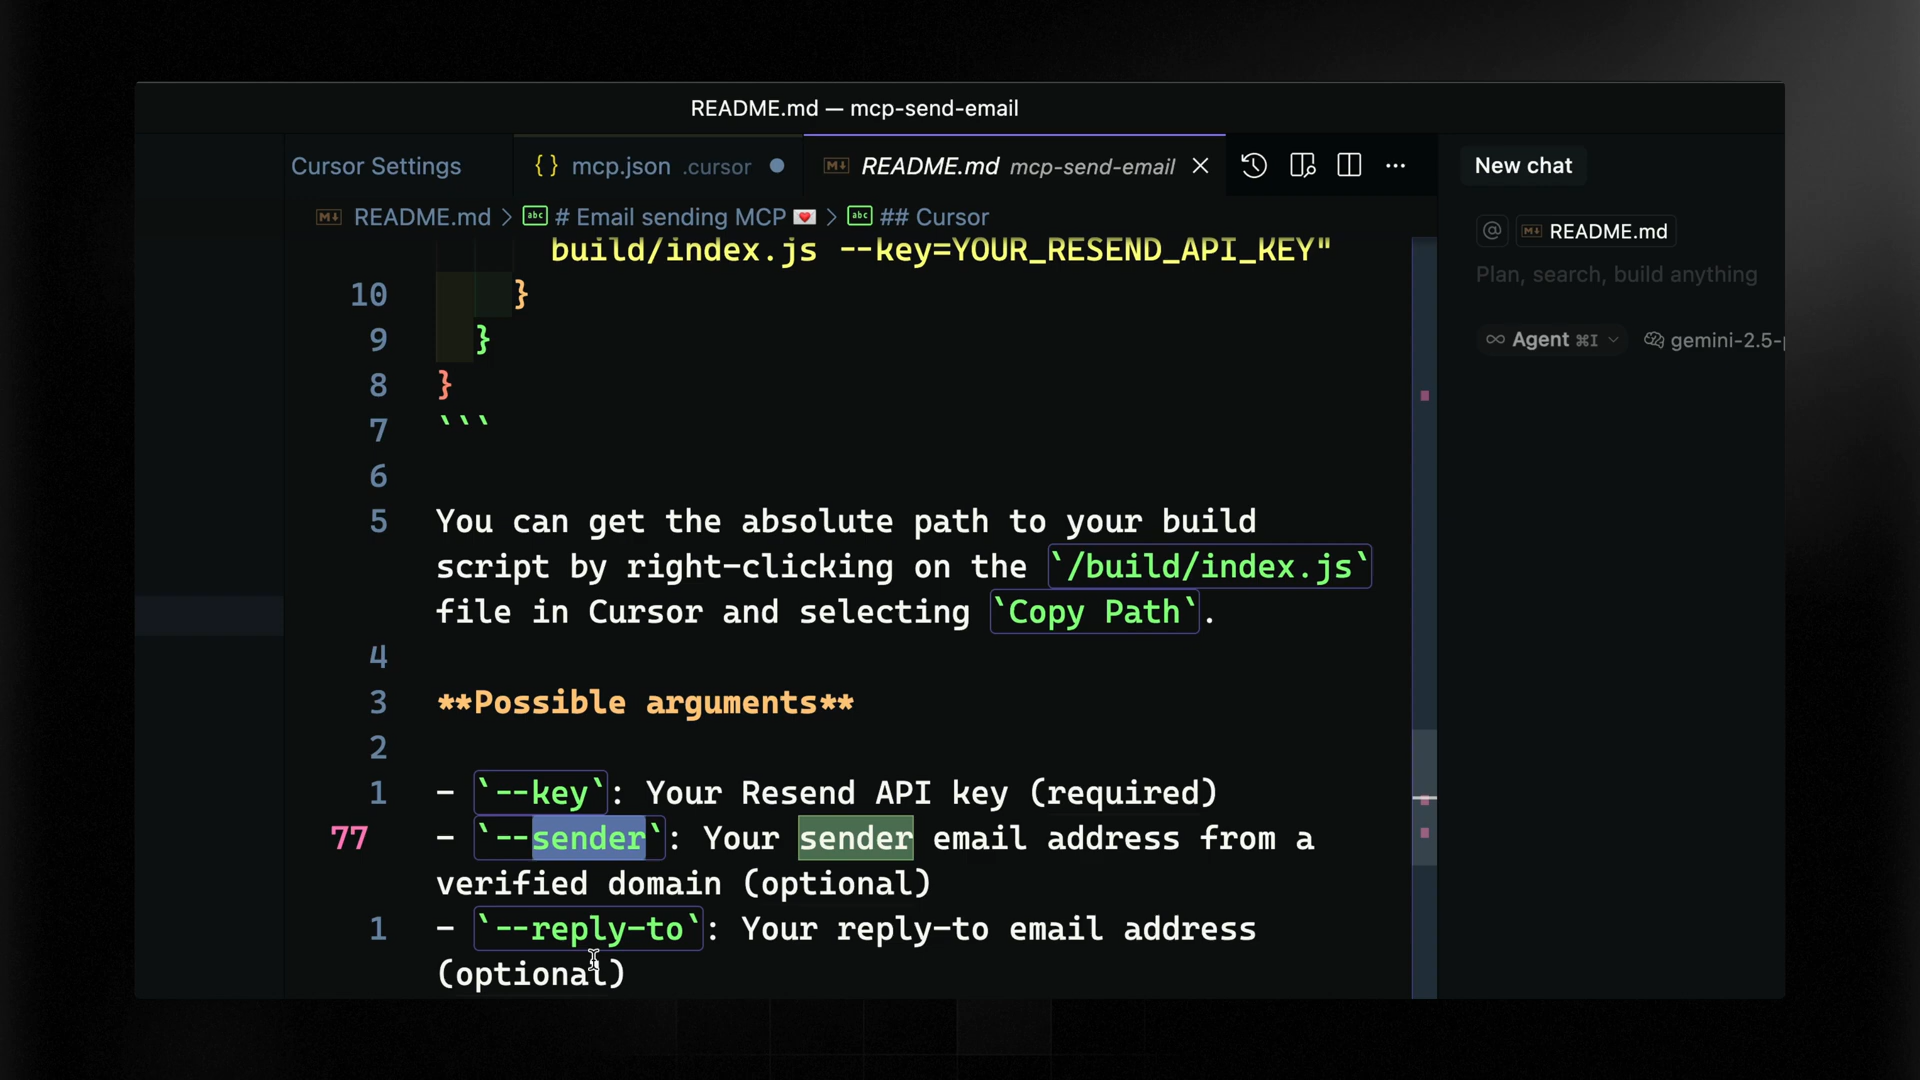 README.md — mcp-send-email
Cursor Settings
{} mcp.json .cursor
README.md mcp-send-email
New chat
README.md > # Email sending MCP 💌 > ## Cursor
@ README.md
Plan, search, build anything
∞ Agent ⌘I
gemini-2.5-p
build/index.js --key=YOUR_RESEND_API_KEY"
10 }
9 }
8 }
7 ```
6
5 You can get the absolute path to your build
script by right-clicking on the `/build/index.js`
file in Cursor and selecting `Copy Path`.
4
3 **Possible arguments**
2
1 - `--key`: Your Resend API key (required)
77 - `--sender`: Your sender email address from a
verified domain (optional)
1 - `--reply-to`: Your reply-to email address
(optional)